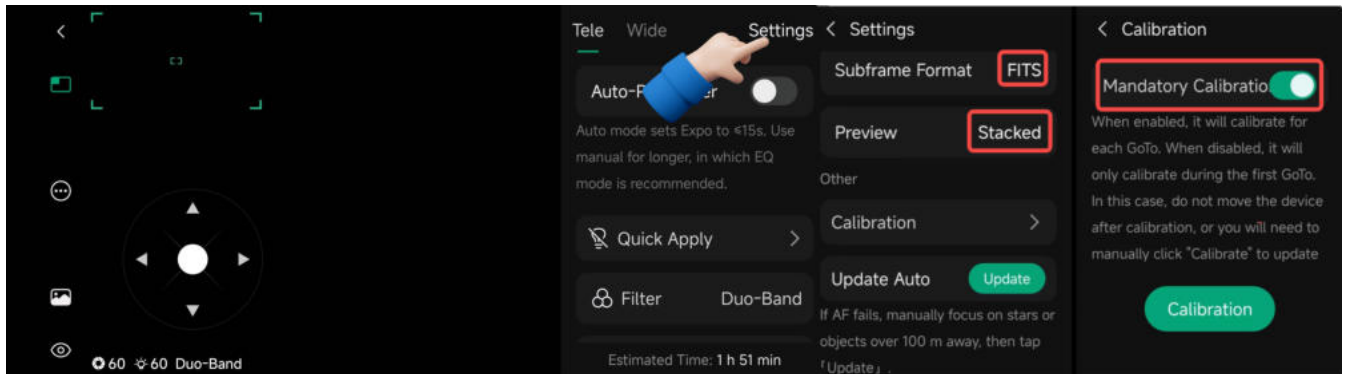 60 60 Duo-Band
Tele Wide Settings
Auto-P er
Auto mode sets Expo to ≤15s. Use
manual for longer, in which EQ
mode is recommended.
Quick Apply
Filter Duo-Band
Estimated Time: 1 h 51 min
Settings
Subframe Format FITS
Preview Stacked
Other
Calibration
Update Auto Update
If AF fails, manually focus on stars or
objects over 100 m away, then tap
「Update」.
Calibration
Mandatory Calibratio
When enabled, it will calibrate for
each GoTo. When disabled, it will
only calibrate during the first GoTo.
In this case, do not move the device
after calibration, or you will need to
manually click "Calibrate" to update
Calibration